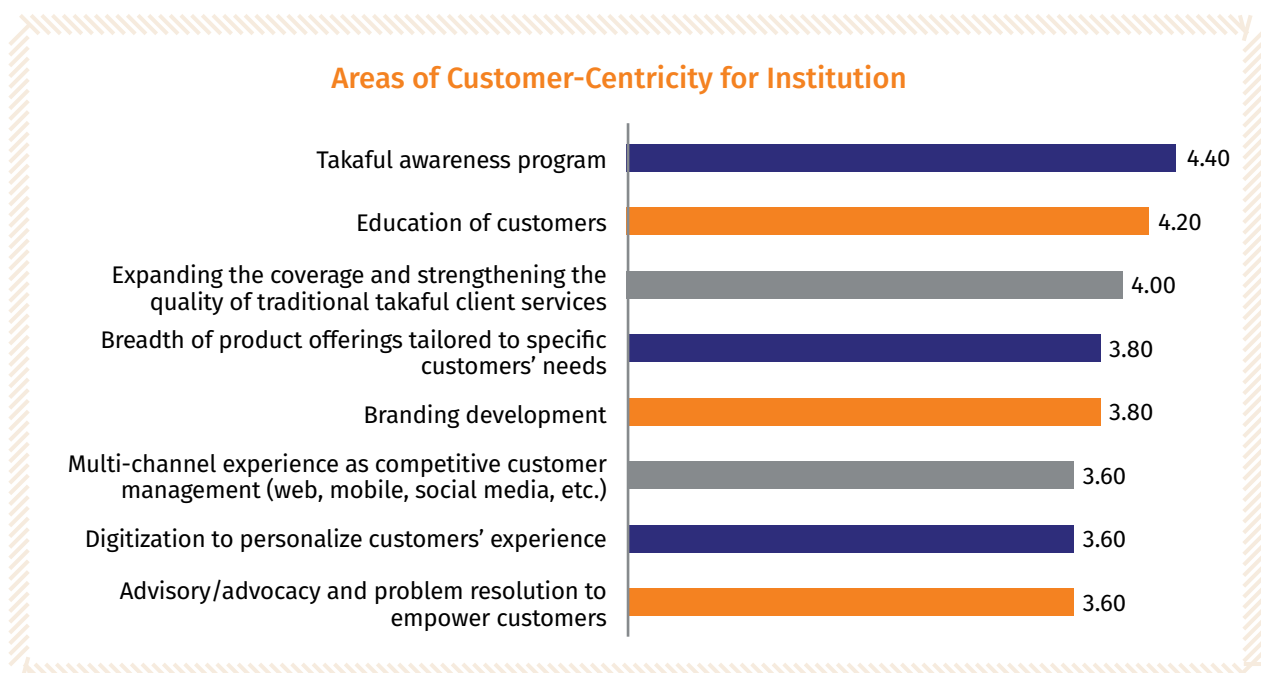 Areas of Customer-Centricity for Institution
Takaful awareness program
4.40
Education of customers
4.20
Expanding the coverage and strengthening the
quality of traditional takaful client services
4.00
Breadth of product offerings tailored to specific
customers’ needs
3.80
Branding development
3.80
Multi-channel experience as competitive customer
management (web, mobile, social media, etc.)
3.60
Digitization to personalize customers’ experience
3.60
Advisory/advocacy and problem resolution to
empower customers
3.60